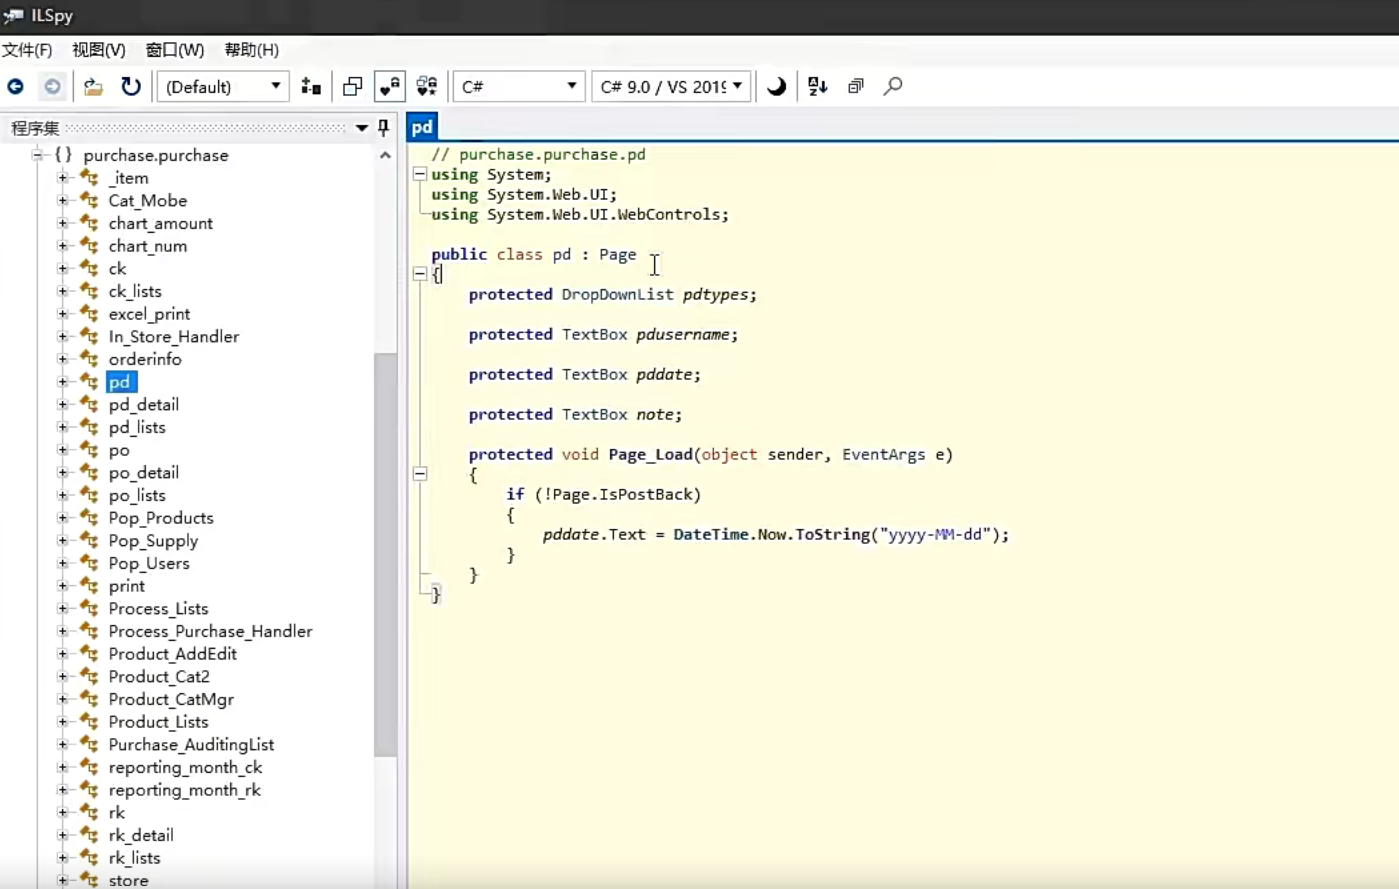 ILSpy
文件(F) 视图(V) 窗口(W) 帮助(H)
(Default) C# C# 9.0 / VS 2019
程序集
purchase.purchase
_item
Cat_Mobe
chart_amount
chart_num
ck
ck_lists
excel_print
In_Store_Handler
orderinfo
pd
pd_detail
pd_lists
po
po_detail
po_lists
Pop_Products
Pop_Supply
Pop_Users
print
Process_Lists
Process_Purchase_Handler
Product_AddEdit
Product_Cat2
Product_CatMgr
Product_Lists
Purchase_AuditingList
reporting_month_ck
reporting_month_rk
rk
rk_detail
rk_lists
store
pd
// purchase.purchase.pd
using System;
using System.Web.UI;
using System.Web.UI.WebControls;
public class pd : Page
{
protected DropDownList pdtypes;
protected TextBox pdusername;
protected TextBox pddate;
protected TextBox note;
protected void Page_Load(object sender, EventArgs e)
{
if (!Page.IsPostBack)
{
pddate.Text = DateTime.Now.ToString("yyyy-MM-dd");
}
}
}